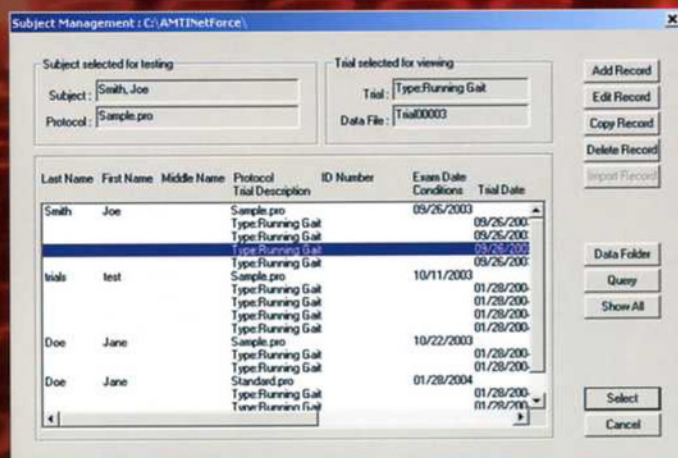 Subject Management : C:\AMTINetForce\
Subject selected for testing
Subject : Smith, Joe
Protocol : Sample.pro
Trial selected for viewing
Trial : Type:Running Gait
Data File : Trial00003
Add Record
Edit Record
Copy Record
Delete Record
Import Record
Last Name First Name Middle Name Protocol ID Number Exam Date
Trial Description Conditions Trial Date
Smith Joe Sample.pro 09/26/2003
Type:Running Gait 09/26/200
Type:Running Gait 09/26/200
Type:Running Gait 09/26/200
Type:Running Gait 09/26/200
trials test Sample.pro 10/11/2003
Type:Running Gait 01/28/200
Type:Running Gait 01/28/200
Type:Running Gait 01/28/200
Type:Running Gait 01/28/200
Doe Jane Sample.pro 10/22/2003
Type:Running Gait 01/28/200
Type:Running Gait 01/28/200
Doe Jane Standard.pro 01/28/2004
Type:Running Gait 01/28/200
Type:Running Gait 01/28/200
Data Folder
Query
Show All
Select
Cancel